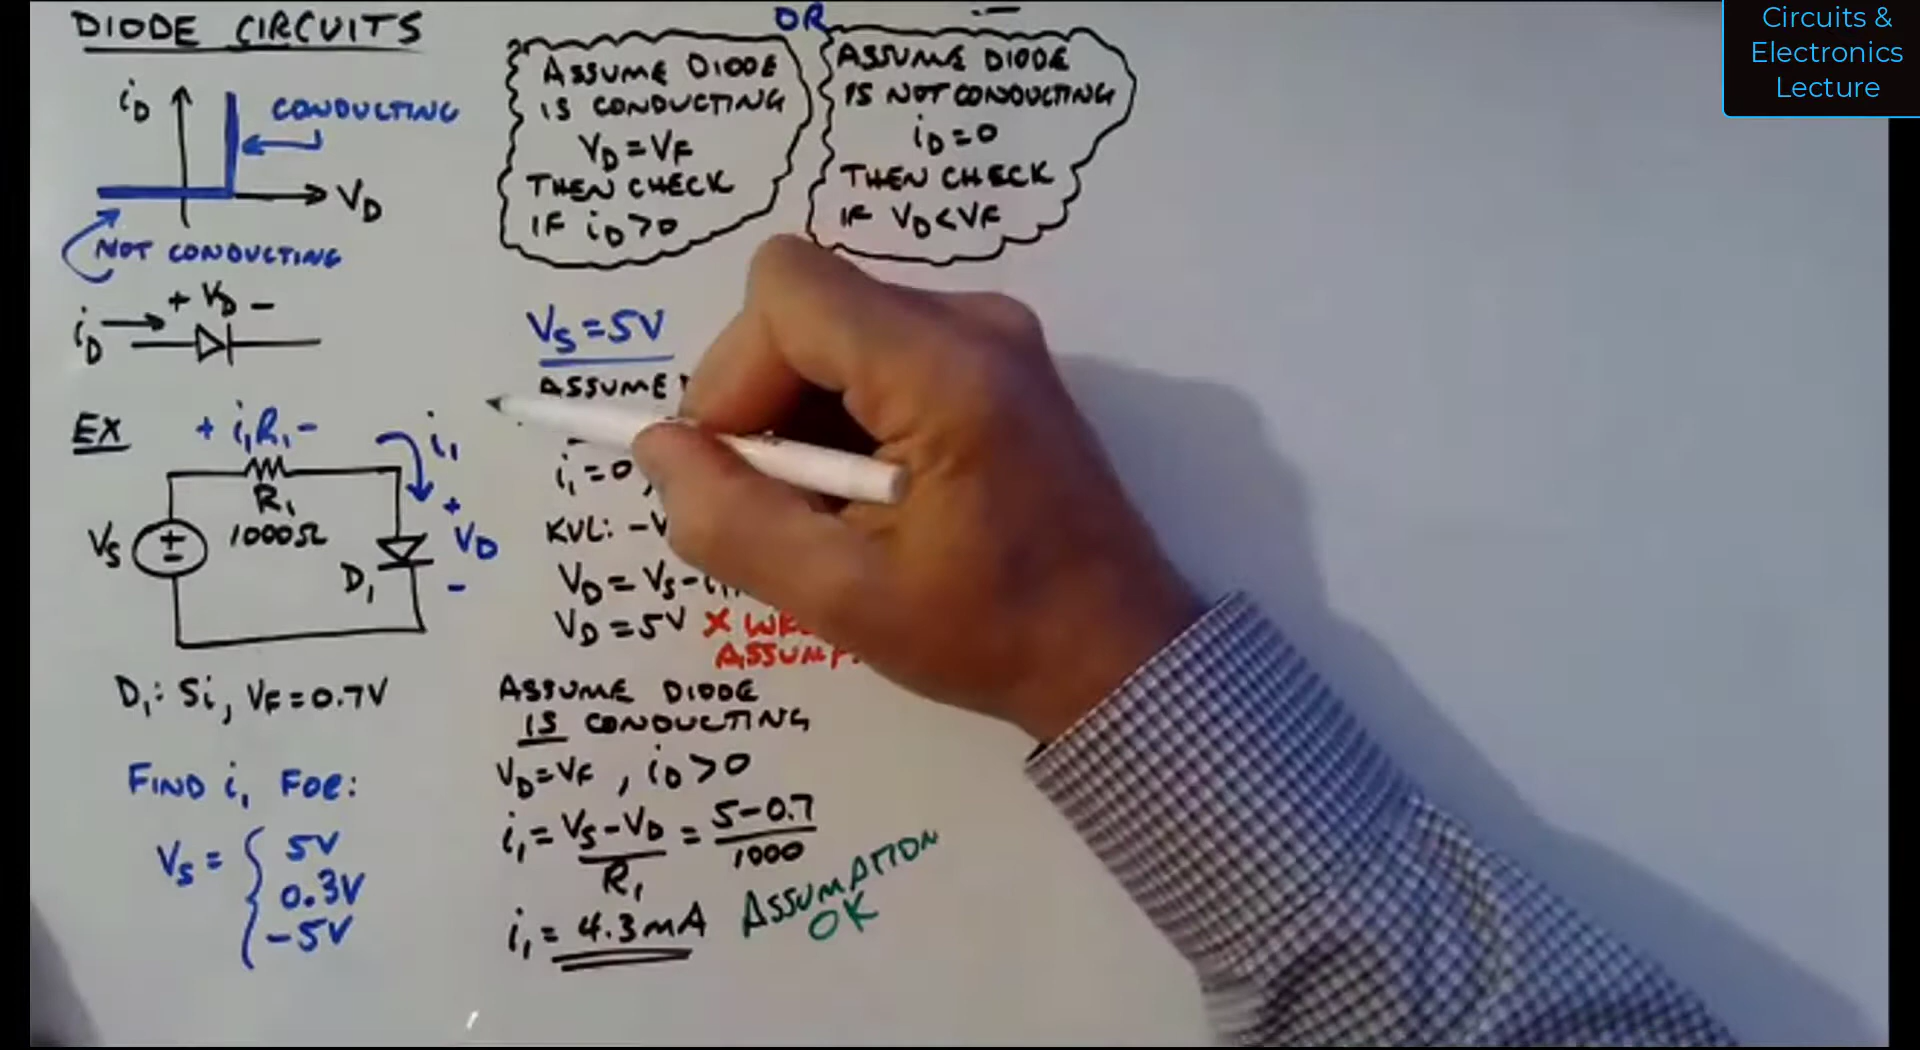 DIODE CIRCUITS
iD
CONDUCTING
VD
NOT CONDUCTING
+ VD -
iD
EX
+ i1R1 -
i1
R1
1000Ω
VS
+
-
D1
+
VD
-
D1: Si, VF = 0.7V
FIND i1 FOR:
VS = { 5V
0.3V
-5V
OR
ASSUME DIODE
IS CONDUCTING
VD = VF
THEN CHECK
IF iD > 0
ASSUME DIODE
IS NOT CONDUCTING
iD = 0
THEN CHECK
IF VD < VF
VS = 5V
ASSUME
i1 = 0,
KVL: -V
VD = VS -
VD = 5V X
ASSUME DIODE
IS CONDUCTING
VD = VF , iD > 0
i1 = VS - VD / R1 = 5 - 0.7 / 1000
i1 = 4.3mA
ASSUMATION
OK
Circuits &
Electronics
Lecture